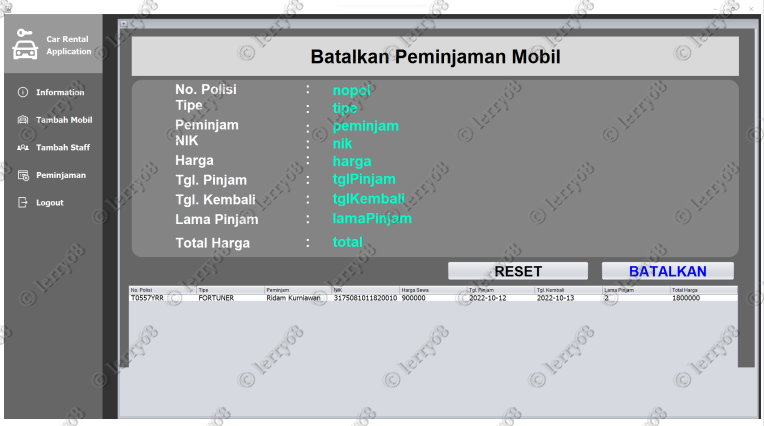 Car Rental
Application
Information
Tambah Mobil
Tambah Staff
Peminjaman
Logout
Batalkan Peminjaman Mobil
No. Polisi : nopol
Tipe : tipe
Peminjam : peminjam
NIK : nik
Harga : harga
Tgl. Pinjam : tglPinjam
Tgl. Kembali : tglKembali
Lama Pinjam : lamaPinjam
Total Harga : total
RESET BATALKAN
No. Polisi Tipe Peminjam NIK Harga Sewa Tgl Pinjam Tgl. Kembali Lama Pinjam Total Harga
T0557YRR FORTUNER Ridam Kurniawan 3175081011820010 900000 2022-10-12 2022-10-13 2 1800000
© lerry08